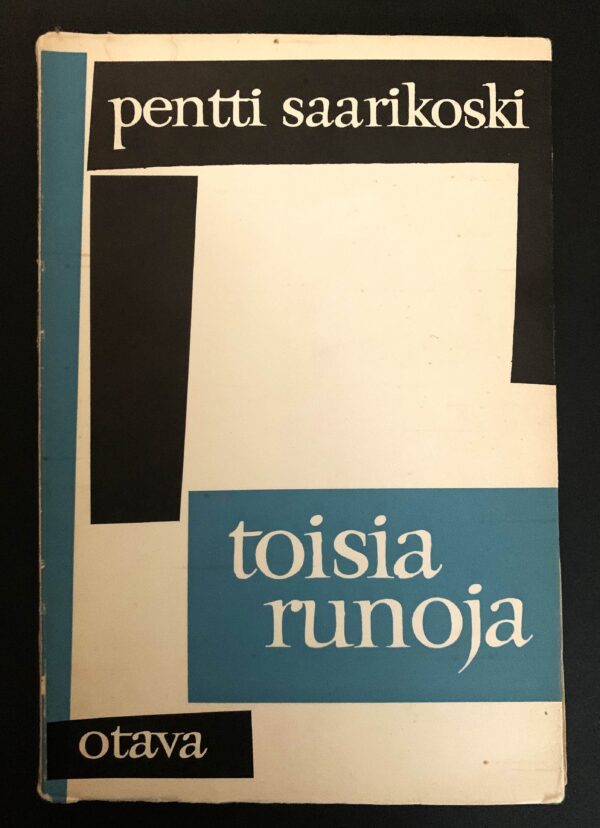 pentti saarikoski
toisia
runoja
otava